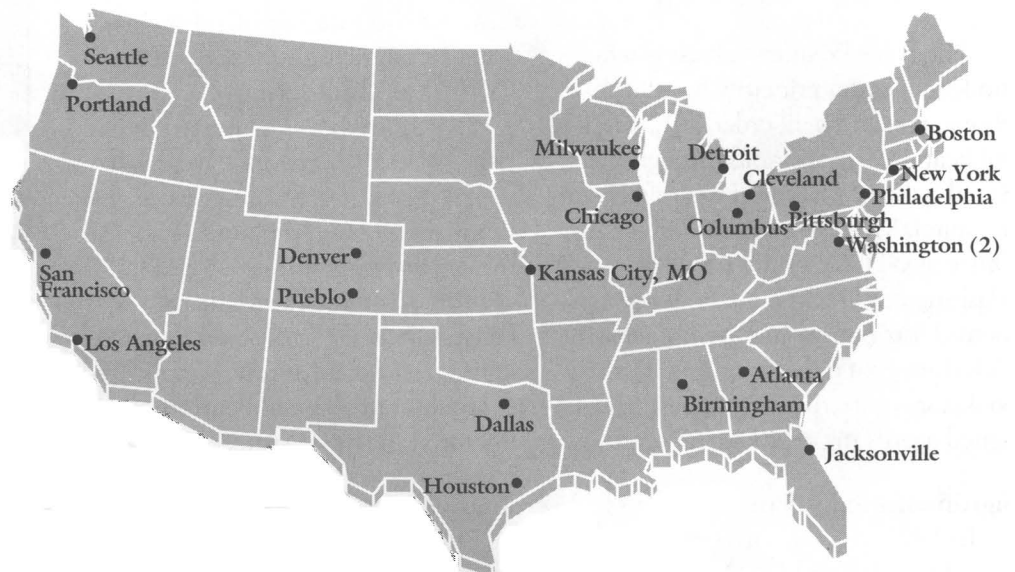 Seattle
Portland
Milwaukee
Detroit
Boston
New York
Cleveland
Philadelphia
Chicago
Columbus
Pittsburgh
Washington (2)
Denver
Kansas City, MO
San
Francisco
Pueblo
Los Angeles
Atlanta
Birmingham
Dallas
Jacksonville
Houston